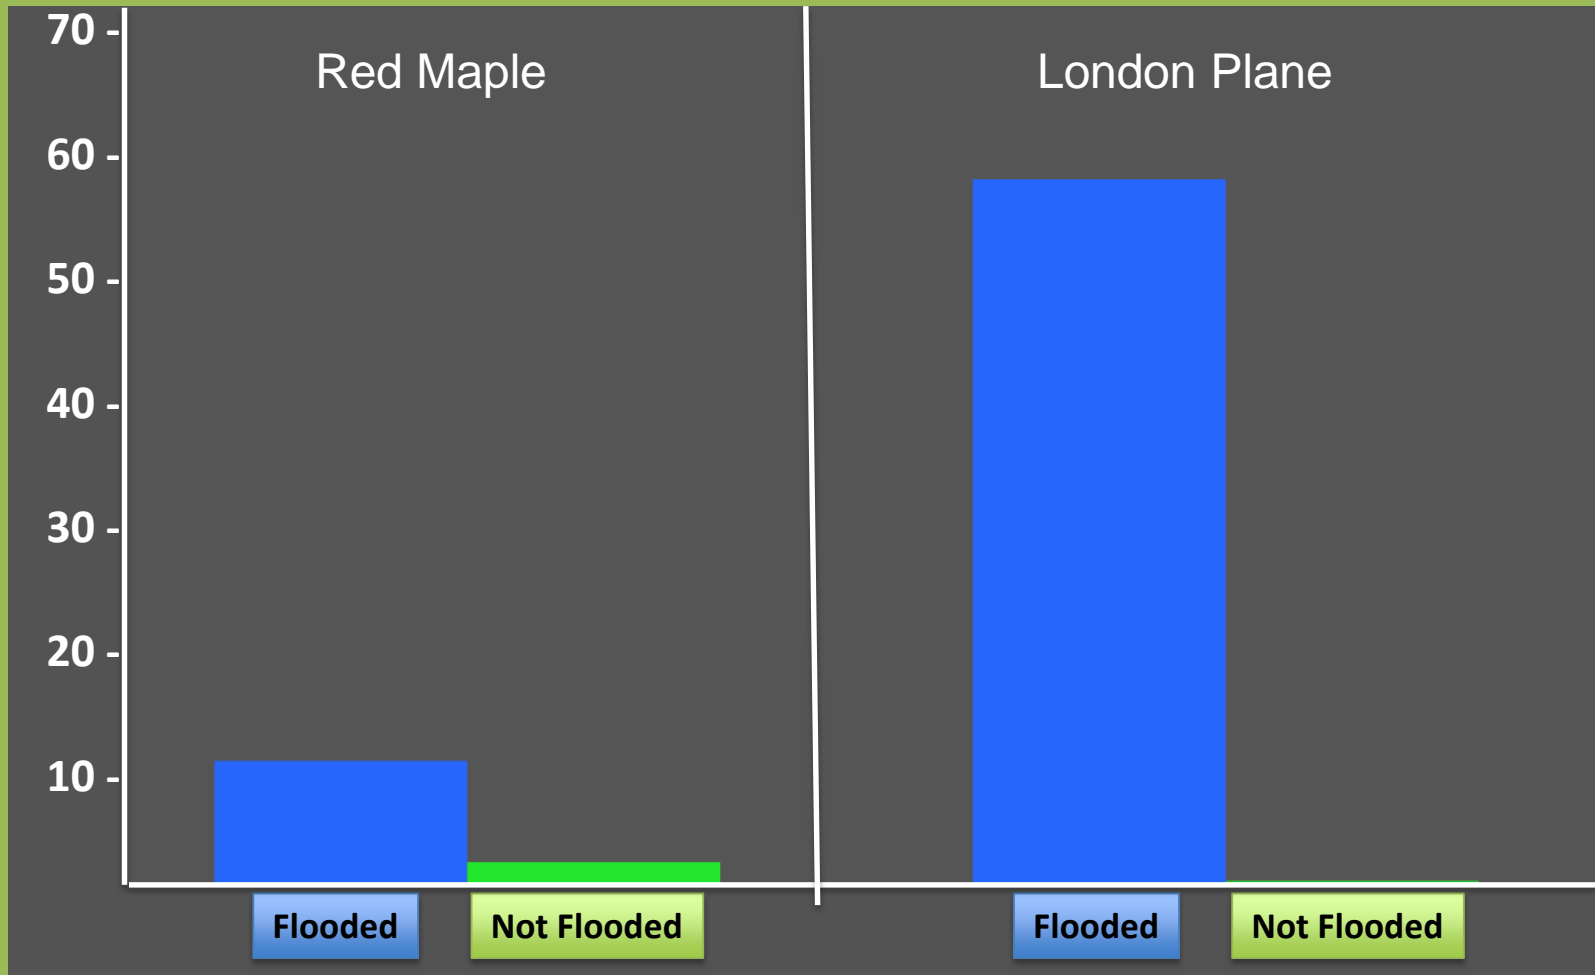 70 -
Red Maple
London Plane
60 -
50 -
40 -
30 -
20 -
10 -
Flooded
Not Flooded
Flooded
Not Flooded